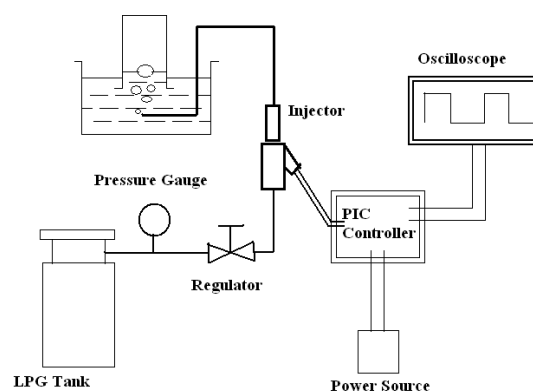 Oscilloscope
Injector
Pressure Gauge
PIC
Controller
Regulator
LPG Tank
Power Source